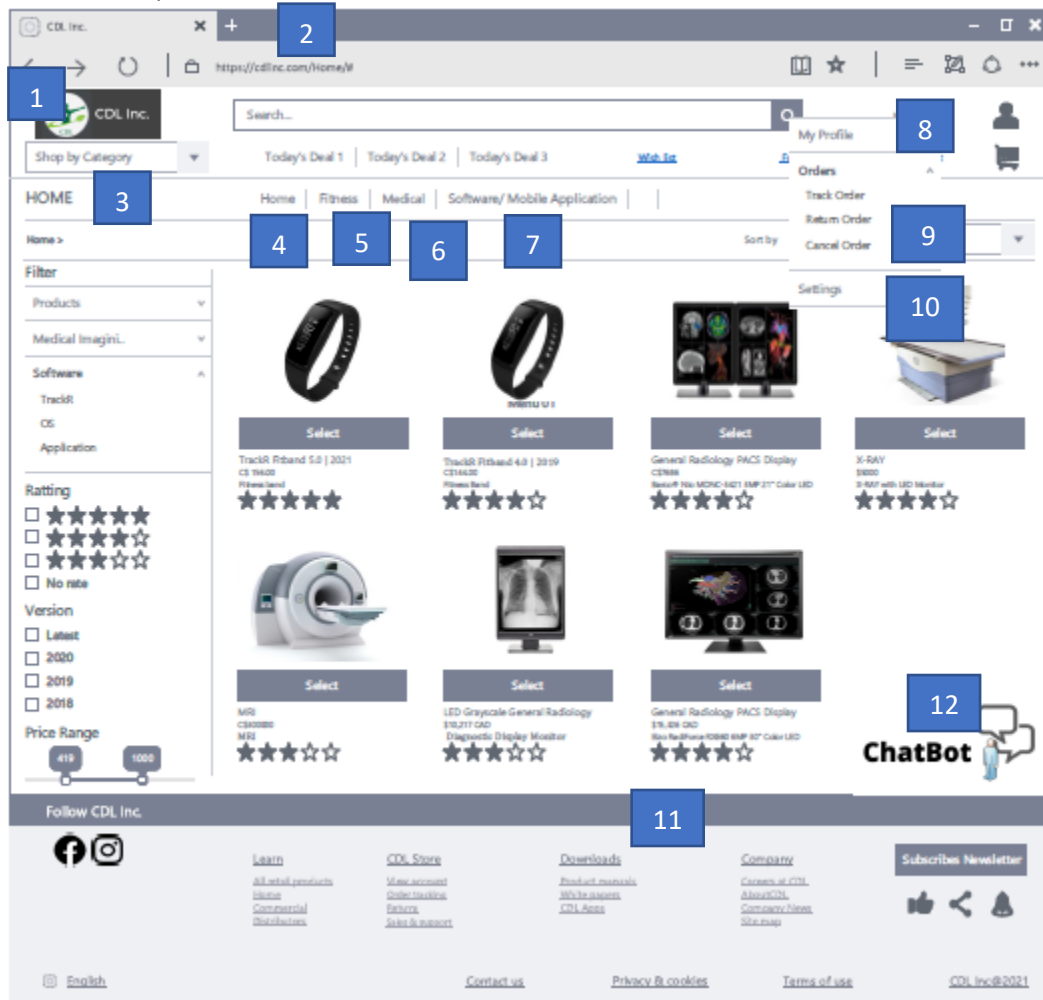 CDL Inc.
2
https://cdlinc.com/Home/#
1
CDL Inc.
Search...
8
My Profile
Shop by Category
Today's Deal 1
Today's Deal 2
Today's Deal 3
Wish list
Orders
Track Order
HOME
3
Home
Fitness
Medical
Software/ Mobile Application
Return Order
Home >
4
5
6
7
Sort by
Cancel Order
9
Filter
Settings
10
Products
Medical Imagini..
Software
TrackR
OS
Application
Select
Select
Select
Select
TrackR Fitband 5.0 | 2021
TrackR Fitband 4.0 | 2019
General Radiology PACS Display
X-RAY
Fitness band
Fitness Band
X-RAY with LED Monitor
Ratting
No rate
Version
Latest
2020
2019
2018
Select
Select
Select
MRI
LED Grayscale General Radiology
General Radiology PACS Display
$10,217 CAD
MRI
Diagnostic Display Monitor
Price Range
419
1000
12
ChatBot
Follow CDL Inc.
11
Learn
CDL Store
Downloads
Company
Subscribes Newsletter
All retail products
View account
Product manuals
Careers at CDL
Home
Order tracking
White papers
AboutCDL
Commercial
Returns
CDL Apps
Company News
Distributors
Sales & support
Site map
English
Contact us
Privacy & cookies
Terms of use
CDL Inc@2021